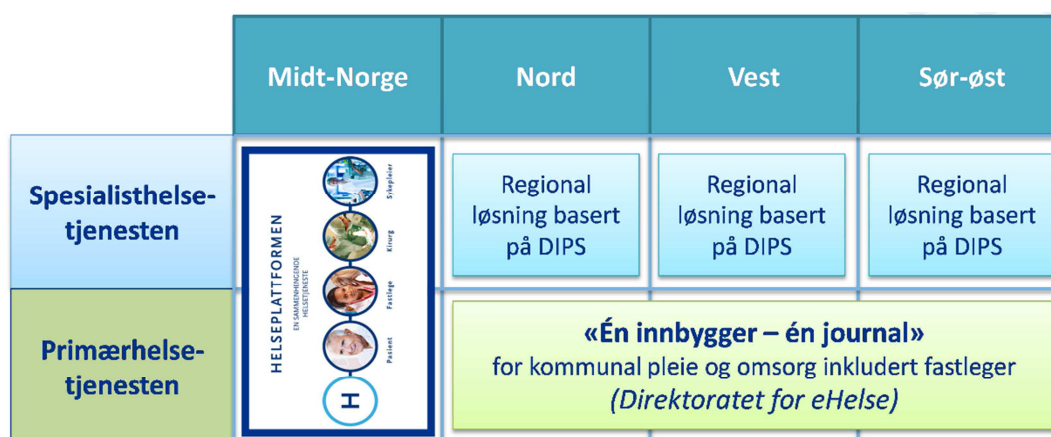 Midt-Norge
Nord
Vest
Sør-øst
Spesialisthelse-
tjenesten
HELSEPLATTFORMEN
EN SAMMENHENGENDE
HELSETJENESTE
Pasient
Fastlege
Kirurg
Sykepleier
H
Regional
løsning basert
på DIPS
Regional
løsning basert
på DIPS
Regional
løsning basert
på DIPS
Primærhelse-
tjenesten
«Én innbygger – én journal»
for kommunal pleie og omsorg inkludert fastleger
(Direktoratet for eHelse)